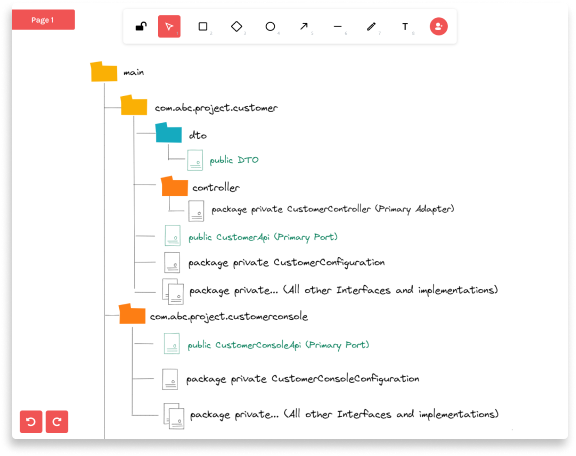 Page 1
T
main
com.abc.project.customer
dto
public DTO
controller
package private CustomerController (Primary Adapter)
public CustomerApi (Primary Port)
package private CustomerConfiguration
package private... (All other Interfaces and implementations)
com.abc.project.customerconsole
public CustomerConsoleApi (Primary Port)
package private CustomerConsoleConfiguration
package private... (All other Interfaces and implementations)